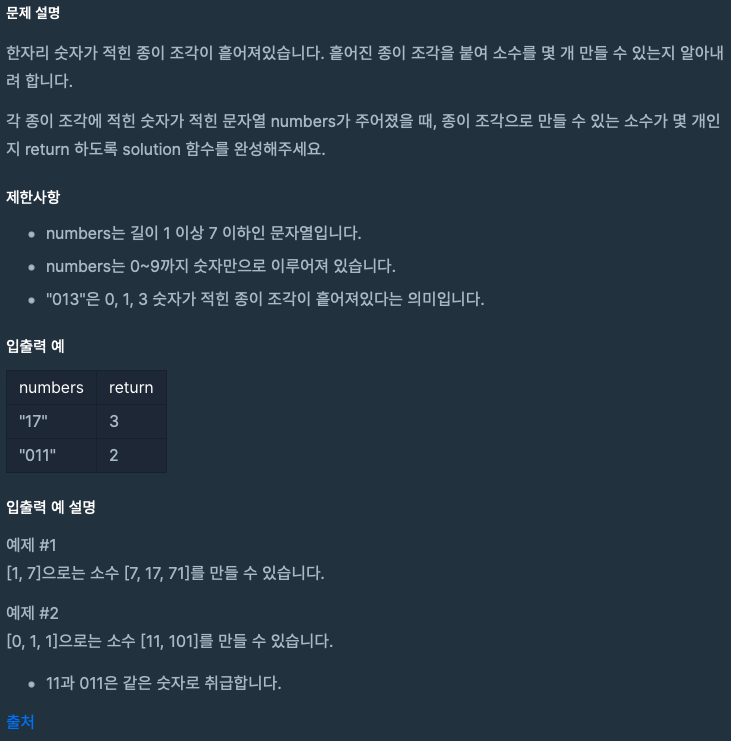 문제 설명
한자리 숫자가 적힌 종이 조각이 흩어져있습니다. 흩어진 종이 조각을 붙여 소수를 몇 개 만들 수 있는지 알아내
려 합니다.
각 종이 조각에 적힌 숫자가 적힌 문자열 numbers가 주어졌을 때, 종이 조각으로 만들 수 있는 소수가 몇 개인
지 return 하도록 solution 함수를 완성해주세요.
제한사항
• numbers는 길이 1 이상 7 이하인 문자열입니다.
• numbers는 0~9까지 숫자만으로 이루어져 있습니다.
• "013"은 0, 1, 3 숫자가 적힌 종이 조각이 흩어져있다는 의미입니다.
입출력 예
numbers return
"17" 3
"011" 2
입출력 예 설명
예제 #1
[1, 7]으로는 소수 [7, 17, 71]를 만들 수 있습니다.
예제 #2
[0, 1, 1]으로는 소수 [11, 101]를 만들 수 있습니다.
• 11과 011은 같은 숫자로 취급합니다.
출처